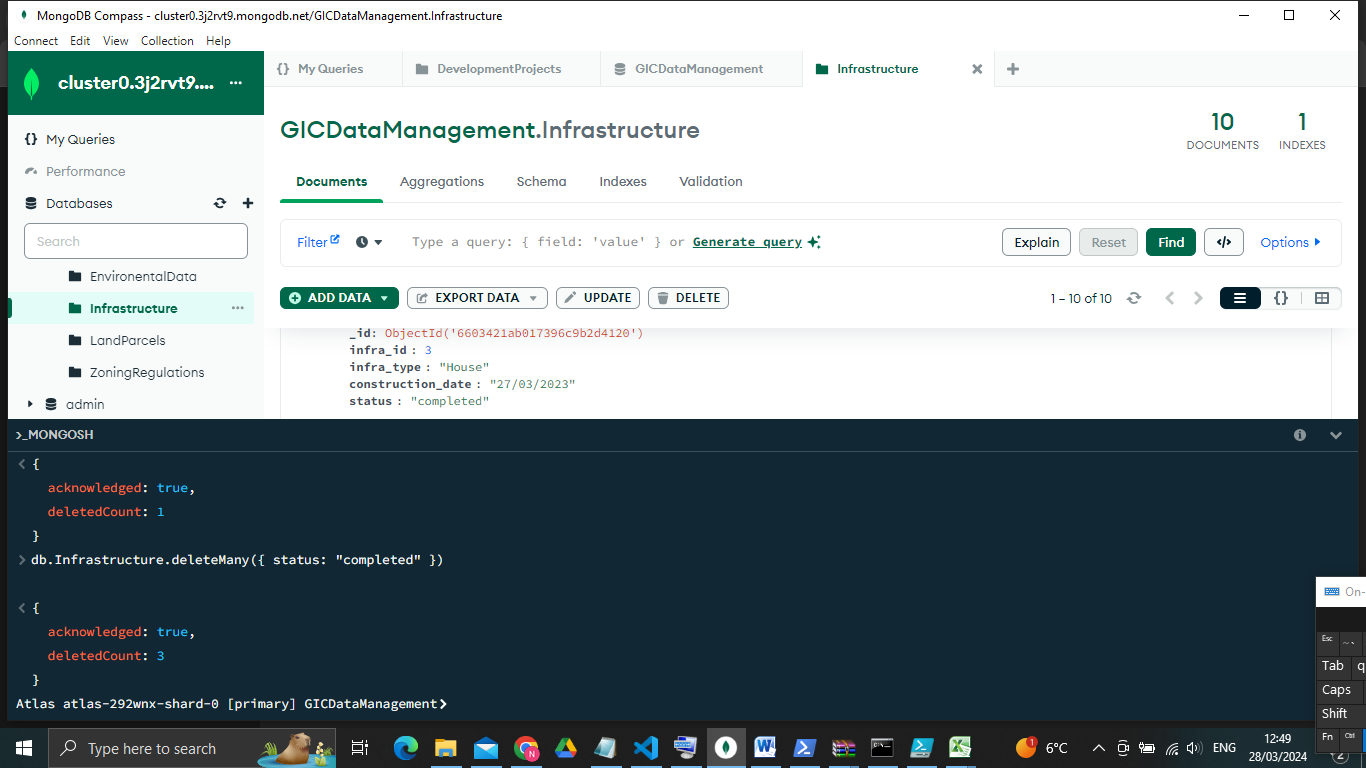 MongoDB Compass - cluster0.3j2rvt9.mongodb.net/GICDataManagement.Infrastructure
Connect Edit View Collection Help
cluster0.3j2rvt9.... ...
My Queries
DevelopmentProjects
GICDataManagement
Infrastructure
{} My Queries
Performance
Databases
Search
EnvironentalData
Infrastructure ...
LandParcels
ZoningRegulations
admin
GICDataManagement.Infrastructure
10 DOCUMENTS
1 INDEXES
Documents Aggregations Schema Indexes Validation
Filter Type a query: { field: 'value' } or Generate query Explain Reset Find </> Options
ADD DATA EXPORT DATA UPDATE DELETE 1 – 10 of 10 {}
_id: ObjectId('6603421ab017396c9b2d4120')
infra_id : 3
infra_type : "House"
construction_date : "27/03/2023"
status : "completed"
>_MONGOSH
< {
acknowledged: true,
deletedCount: 1
}
> db.Infrastructure.deleteMany({ status: "completed" })
< {
acknowledged: true,
deletedCount: 3
}
Atlas atlas-292wnx-shard-0 [primary] GICDataManagement>
On-
Esc ~ `
Tab q
Caps
Shift
Fn Ctrl
Type here to search
N
1
6°C
ENG
12:49
28/03/2024
2